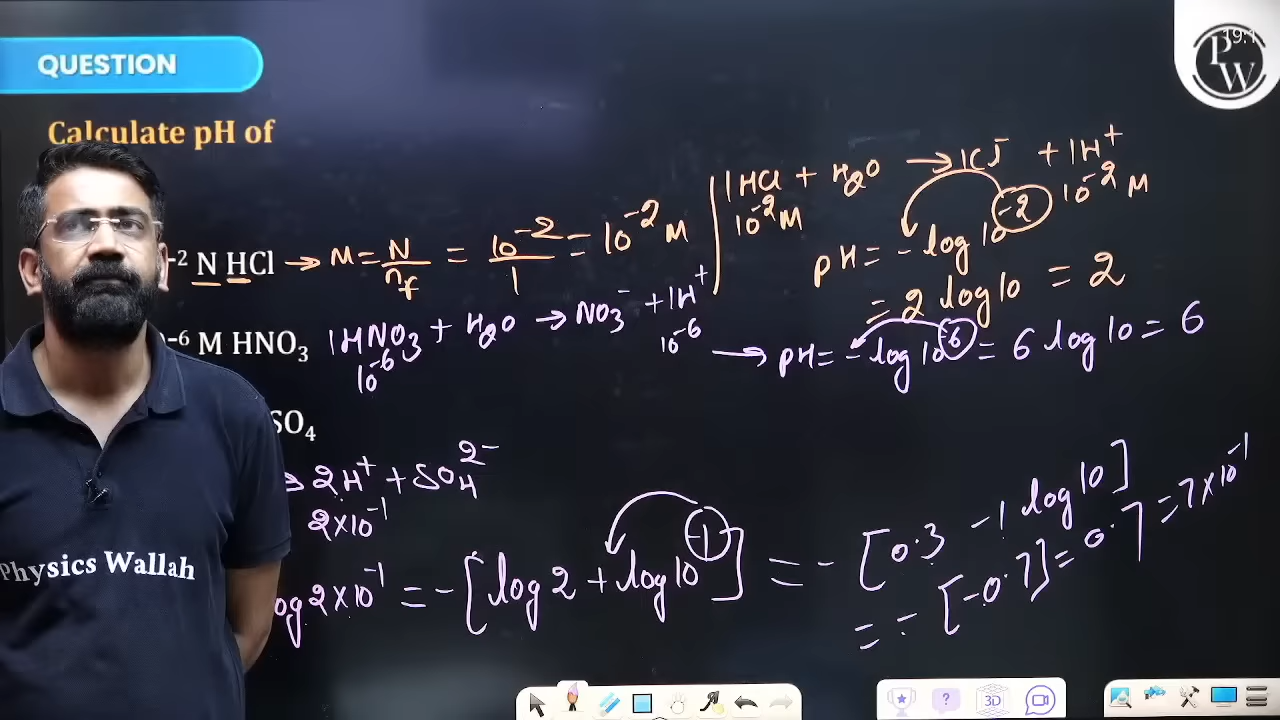 QUESTION
19:1
PW
Calculate pH of
-2 N HCl → M = N/nf = 10^-2/1 = 10^-2 M
1HCl + H2O → 1Cl- + 1H+
10^-2 M 10^-2 M
pH = -log 10^-2
= 2 log 10 = 2
-6 M HNO3 1HNO3 + H2O → NO3- + 1H+
10^-6 10^-6
→ pH = -log 10^-6 = 6 log 10 = 6
SO4
→ 2H+ + SO4^2-
2×10^-1
og 2×10^-1 = -[log 2 + log 10^-1] = -[0.3 -1 log 10]
= -[-0.7] = 0.7 = 7×10^-1
Physics Wallah
3D